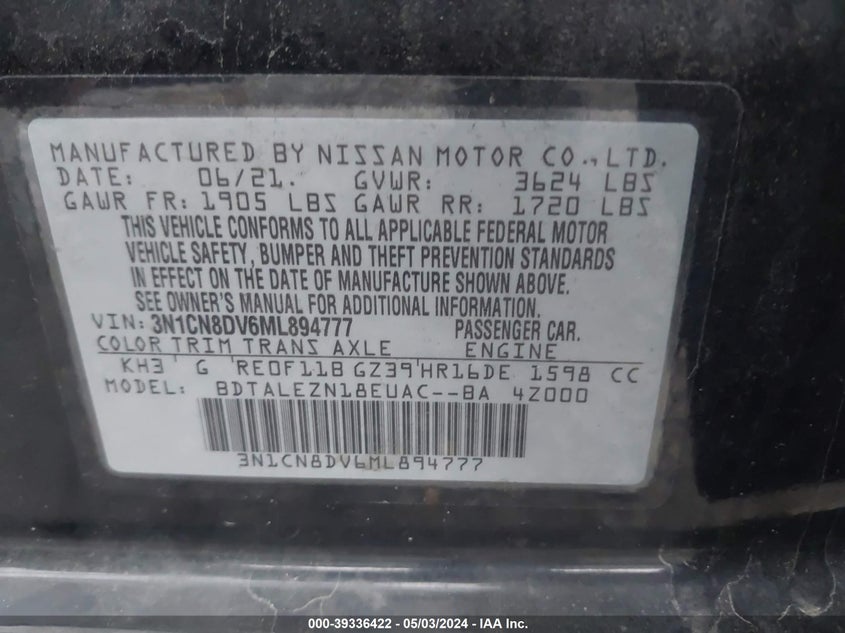 MANUFACTURED BY NISSAN MOTOR CO.,LTD.
DATE: 06/21. GVWR: 3624 LBS
GAWR FR: 1905 LBS GAWR RR: 1720 LBS
THIS VEHICLE CONFORMS TO ALL APPLICABLE FEDERAL MOTOR
VEHICLE SAFETY, BUMPER AND THEFT PREVENTION STANDARDS
IN EFFECT ON THE DATE OF MANUFACTURE SHOWN ABOVE.
SEE OWNER'S MANUAL FOR ADDITIONAL INFORMATION.
VIN: 3N1CN8DV6ML894777 PASSENGER CAR.
COLOR TRIM TRANS AXLE ENGINE
KH3 G RE0F11B GZ39 HR16DE 1598 CC
MODEL: BDTALEZN18EUAC--BA 4Z000
3N1CN8DV6ML894777
000-39336422 - 05/03/2024 - IAA Inc.